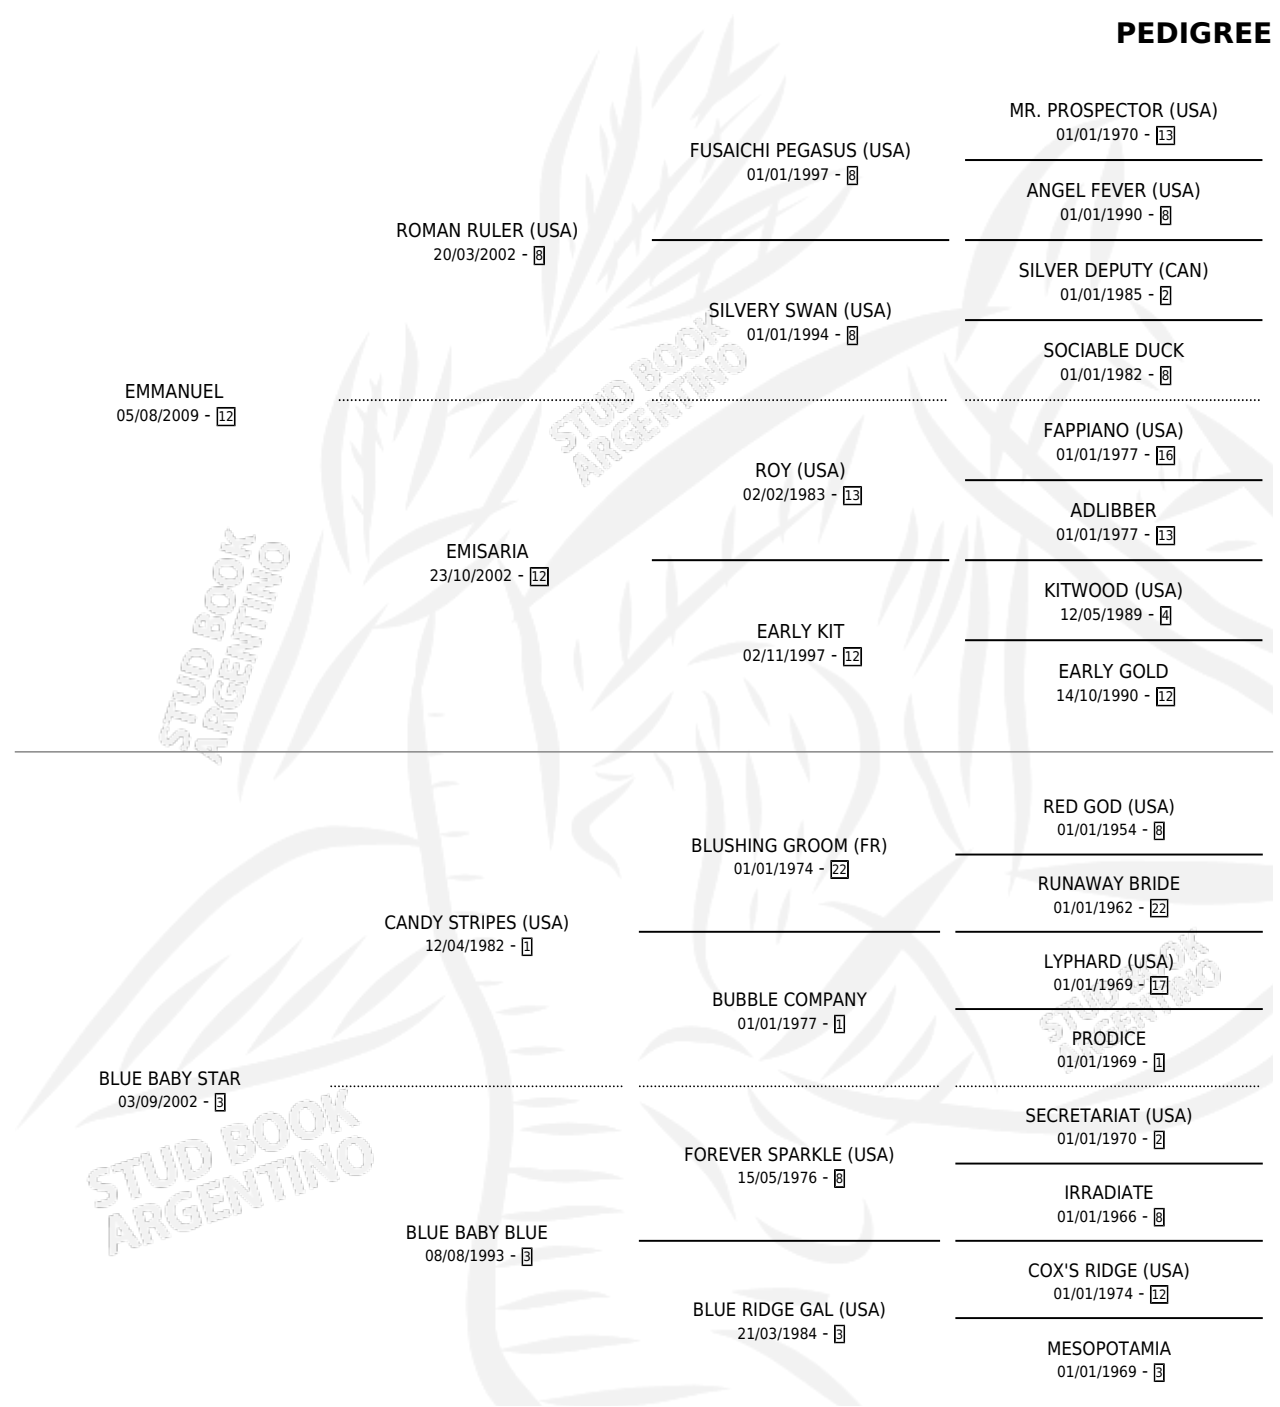 PEDIGREE
MR. PROSPECTOR (USA)
01/01/1970 - 13
FUSAICHI PEGASUS (USA)
01/01/1997 - 8
ANGEL FEVER (USA)
01/01/1990 - 8
ROMAN RULER (USA)
20/03/2002 - 8
SILVER DEPUTY (CAN)
01/01/1985 - 2
SILVERY SWAN (USA)
01/01/1994 - 8
SOCIABLE DUCK
01/01/1982 - 8
STUD BOOK
ARGENTINO
EMMANUEL
05/08/2009 - 12
FAPPIANO (USA)
01/01/1977 - 16
ROY (USA)
02/02/1983 - 13
ADLIBBER
01/01/1977 - 13
EMISARIA
23/10/2002 - 12
KITWOOD (USA)
12/05/1989 - 4
EARLY KIT
02/11/1997 - 12
EARLY GOLD
14/10/1990 - 12
STUD BOOK
ARGENTINO
RED GOD (USA)
01/01/1954 - 8
BLUSHING GROOM (FR)
01/01/1974 - 22
RUNAWAY BRIDE
01/01/1962 - 22
CANDY STRIPES (USA)
12/04/1982 - 1
LYPHARD (USA)
01/01/1969 - 17
BUBBLE COMPANY
01/01/1977 - 1
STUD BOOK
ARGENTINO
PRODICE
01/01/1969 - 1
BLUE BABY STAR
03/09/2002 - 3
STUD BOOK
ARGENTINO
SECRETARIAT (USA)
01/01/1970 - 2
FOREVER SPARKLE (USA)
15/05/1976 - 8
IRRADIATE
01/01/1966 - 8
BLUE BABY BLUE
08/08/1993 - 3
COX'S RIDGE (USA)
01/01/1974 - 12
BLUE RIDGE GAL (USA)
21/03/1984 - 3
MESOPOTAMIA
01/01/1969 - 3